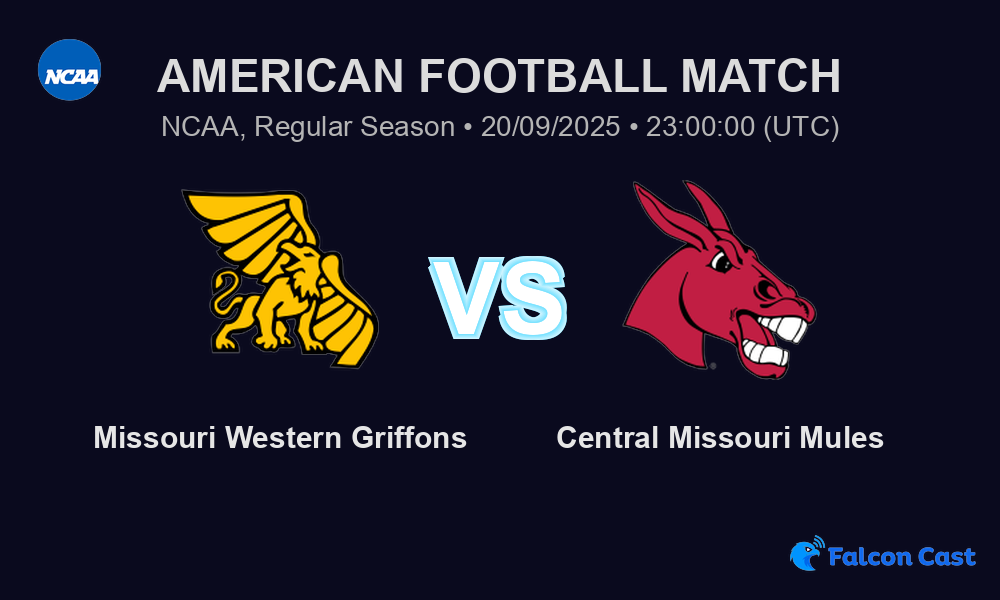 NCAA
AMERICAN FOOTBALL MATCH
NCAA, Regular Season • 20/09/2025 • 23:00:00 (UTC)
VS
Missouri Western Griffons
Central Missouri Mules
Falcon Cast